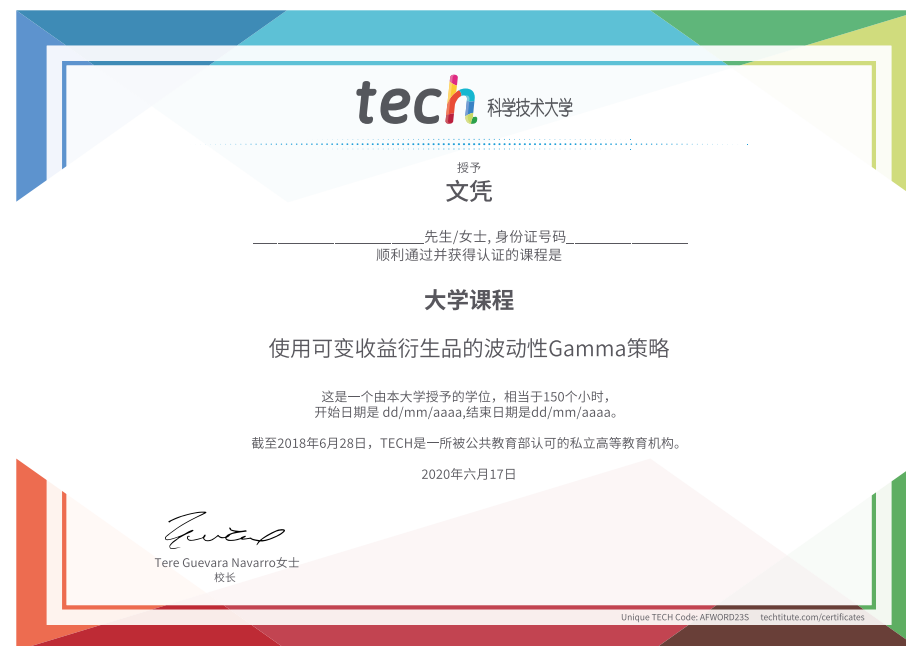 tech 科学技术大学
授予
文凭
______________________先生/女士, 身份证号码_______________
顺利通过并获得认证的课程是
大学课程
使用可变收益衍生品的波动性Gamma策略
这是一个由本大学授予的学位，相当于150个小时，
开始日期是 dd/mm/aaaa,结束日期是dd/mm/aaaa。
截至2018年6月28日，TECH是一所被公共教育部认可的私立高等教育机构。
2020年六月17日
Tere Guevara Navarro女士
校长
Unique TECH Code: AFWORD23S techtitute.com/certificates